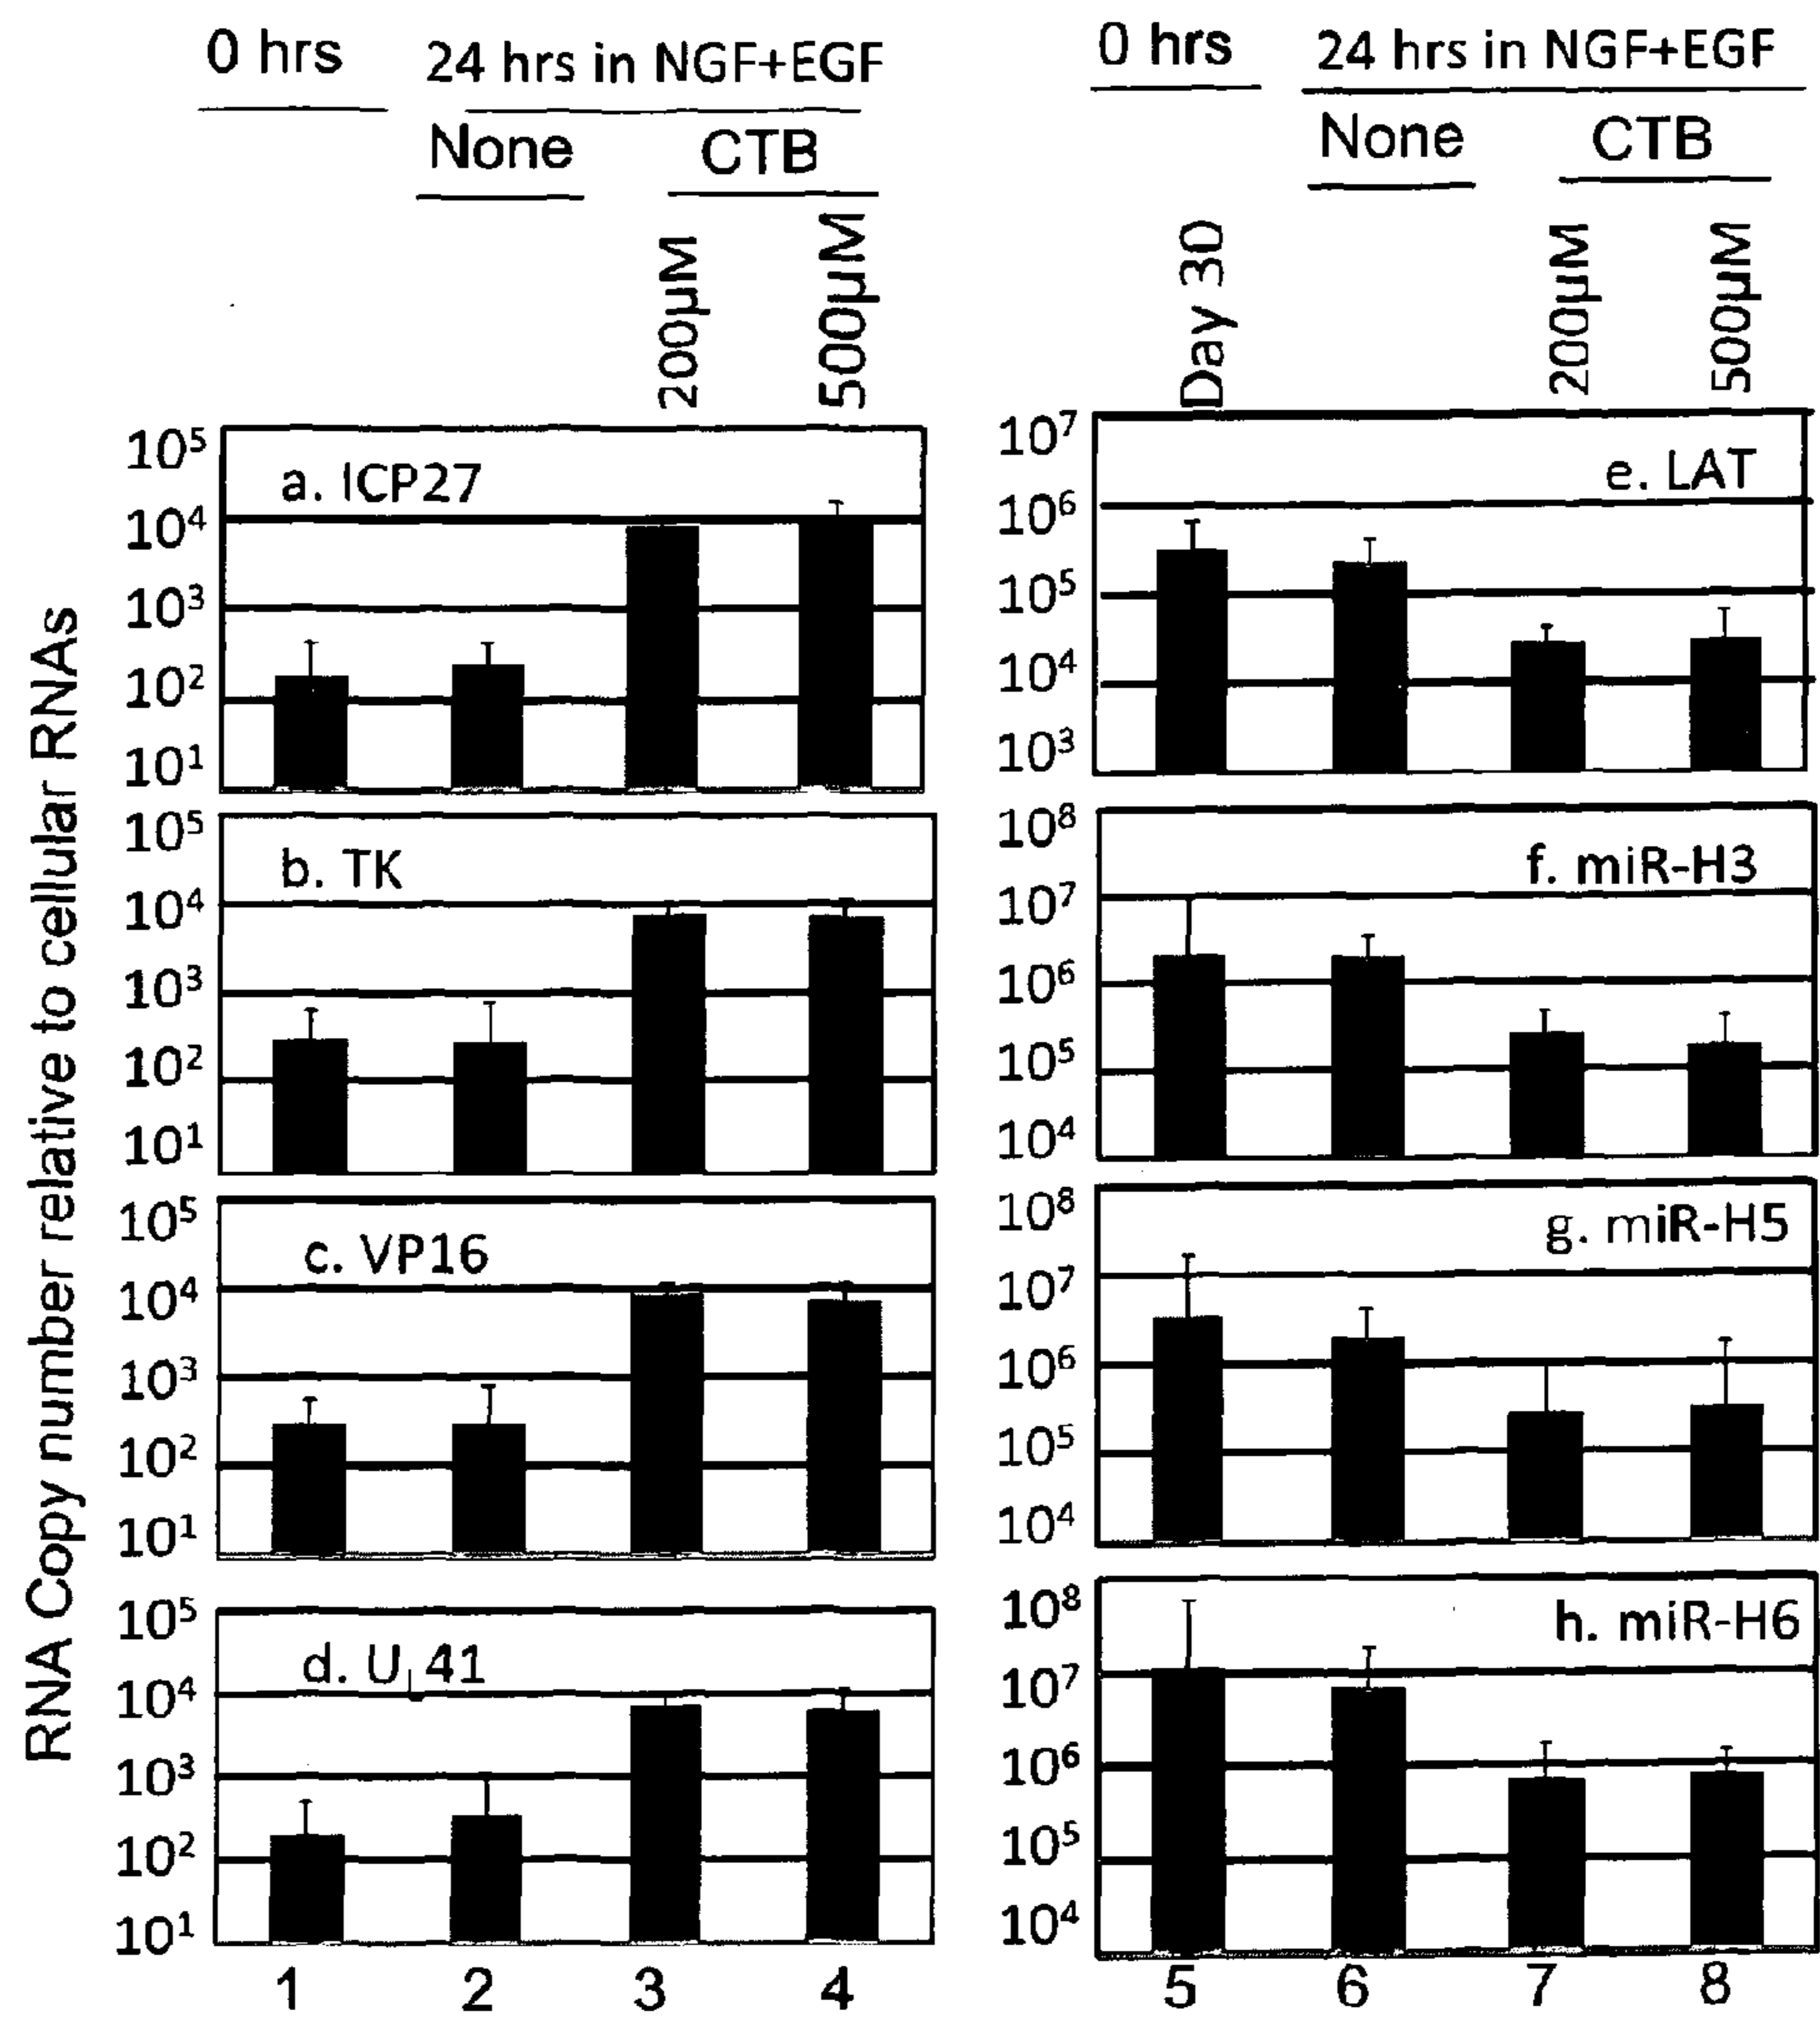 0 hrs
24 hrs in NGF+EGF
None
CTB
200µM
500µM
RNA Copy number relative to cellular RNAs
10⁵
a. ICP27
10⁴
10³
10²
10¹
10⁵
b. TK
10⁴
10³
10²
10¹
10⁵
c. VP16
10⁴
10³
10²
10¹
10⁵
d. U_L41
10⁴
10³
10²
10¹
1 2 3 4
0 hrs
24 hrs in NGF+EGF
None
CTB
Day 30
200µM
500µM
10⁷
e. LAT
10⁶
10⁵
10⁴
10³
10⁸
f. miR-H3
10⁷
10⁶
10⁵
10⁴
10⁸
g. miR-H5
10⁷
10⁶
10⁵
10⁴
10⁸
h. miR-H6
10⁷
10⁶
10⁵
10⁴
5 6 7 8